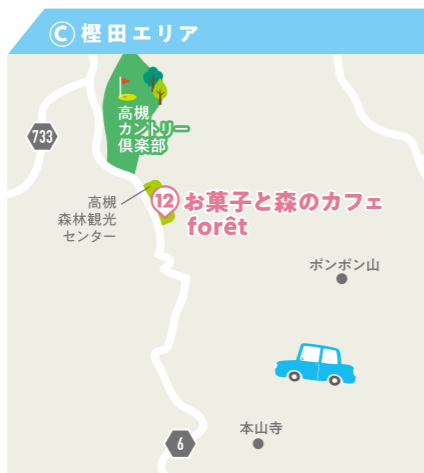 Ⓒ樫田エリア
733
高槻
カントリー
倶楽部
高槻
森林観光
センター
12 お菓子と森のカフェ
forêt
ポンポン山
本山寺
6